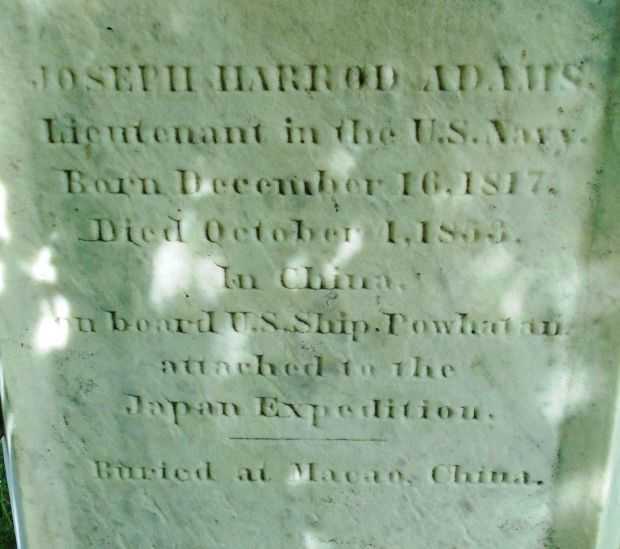 JOSEPH HARROD ADAMS.
Lieutenant in the U.S. Navy.
Born December 16, 1817.
Died October 1, 1853.
In China,
on board U.S. Ship. Powhatan
attached to the
Japan Expedition.
Buried at Macao, China.